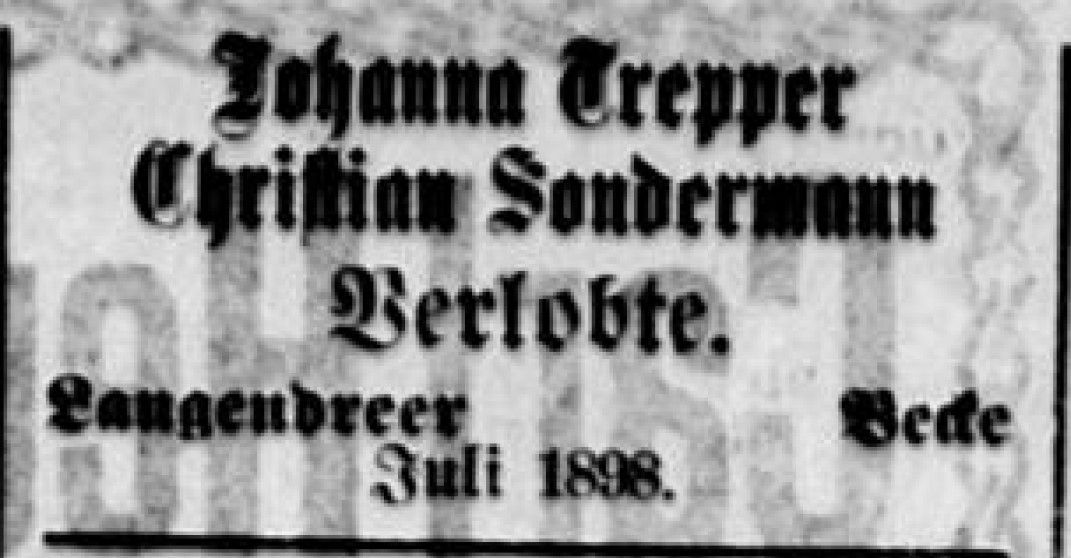 Johanna Trepper
Christian Sondermann
Verlobte.
Langendreer Becke
Juli 1898.